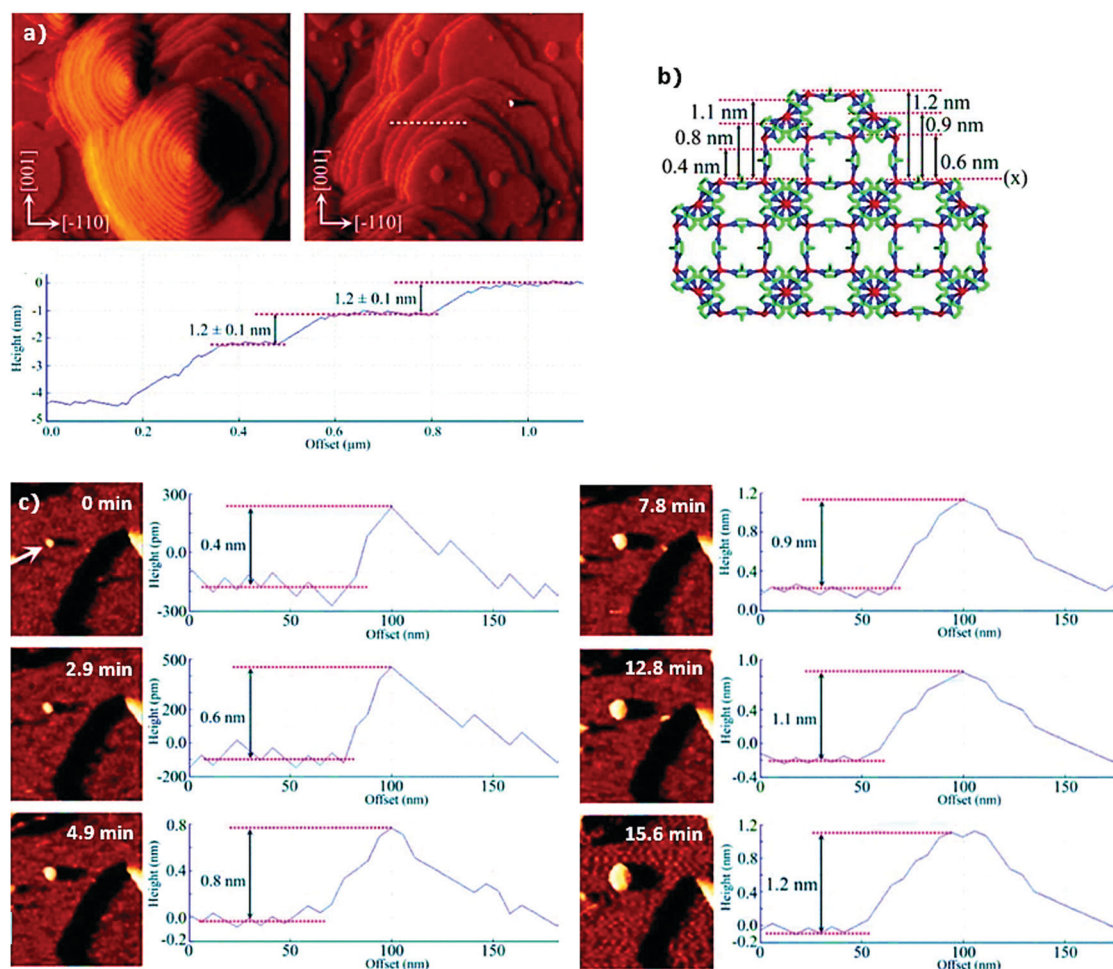 a)
[001]
[-110]
[001]
[-110]
Height (nm)
0
-1
-2
-3
-4
-5
1.2 ± 0.1 nm
1.2 ± 0.1 nm
0.0
0.2
0.4
0.6
0.8
1.0
Offset (µm)
b)
1.1 nm
0.8 nm
0.4 nm
1.2 nm
0.9 nm
0.6 nm
(x)
c)
0 min
Height (pm)
300
0.0
-300
0.4 nm
0
50
100
150
Offset (nm)
2.9 min
Height (pm)
500
200
0.0
-200
0.6 nm
0
50
100
150
Offset (nm)
4.9 min
Height (nm)
0.8
0.4
0.0
-0.2
0.8 nm
0
50
100
150
Offset (nm)
7.8 min
Height (nm)
1.2
0.8
0.4
0.0
0.9 nm
0
50
100
150
Offset (nm)
12.8 min
Height (nm)
1.0
0.4
0.0
-0.4
1.1 nm
0
50
100
150
Offset (nm)
15.6 min
Height (nm)
1.2
0.8
0.4
0.0
-0.2
1.2 nm
0
50
100
150
Offset (nm)